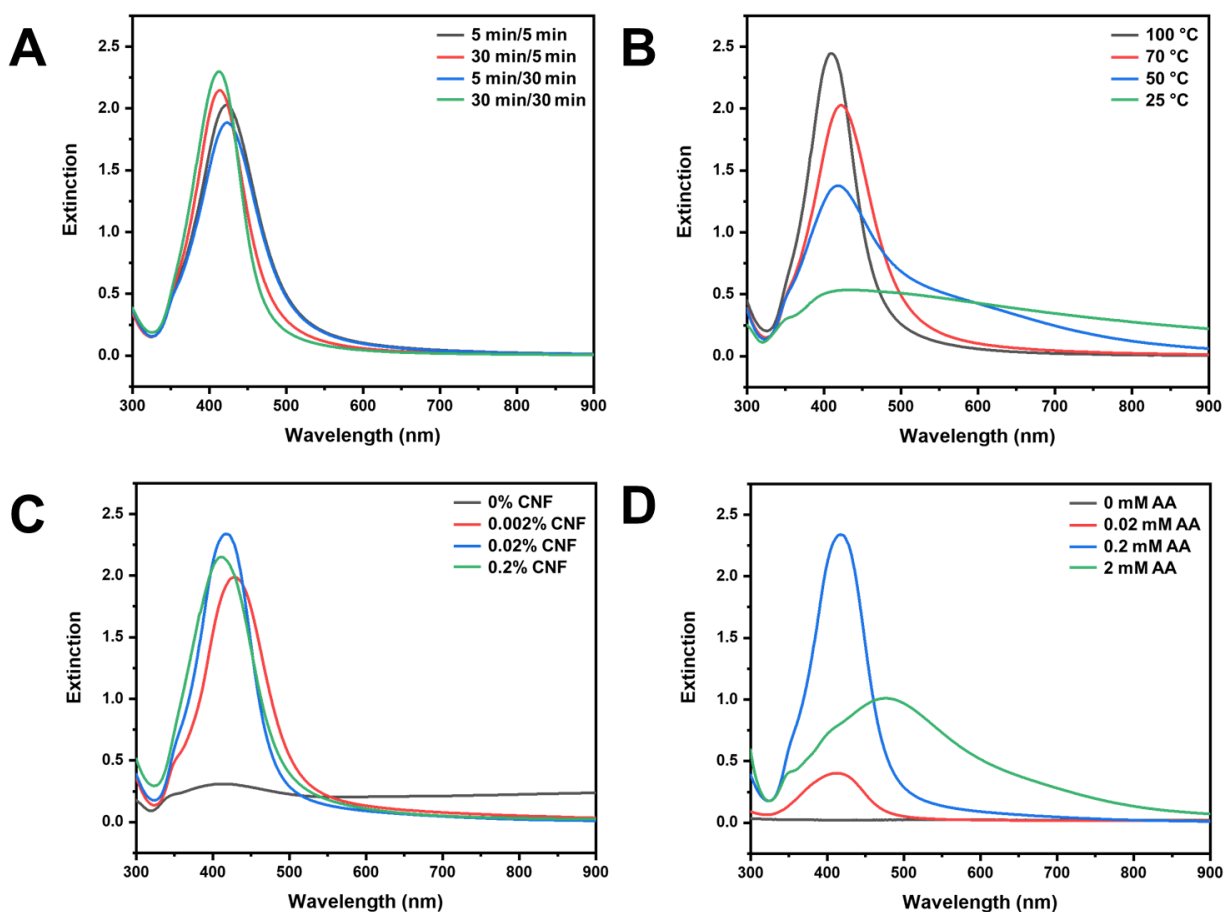 A
5 min/5 min
30 min/5 min
5 min/30 min
30 min/30 min
2.5
2.0
1.5
1.0
0.5
0.0
Extinction
300 400 500 600 700 800 900
Wavelength (nm)
B
100 °C
70 °C
50 °C
25 °C
2.5
2.0
1.5
1.0
0.5
0.0
Extinction
300 400 500 600 700 800 900
Wavelength (nm)
C
0% CNF
0.002% CNF
0.02% CNF
0.2% CNF
2.5
2.0
1.5
1.0
0.5
0.0
Extinction
300 400 500 600 700 800 900
Wavelength (nm)
D
0 mM AA
0.02 mM AA
0.2 mM AA
2 mM AA
2.5
2.0
1.5
1.0
0.5
0.0
Extinction
300 400 500 600 700 800 900
Wavelength (nm)